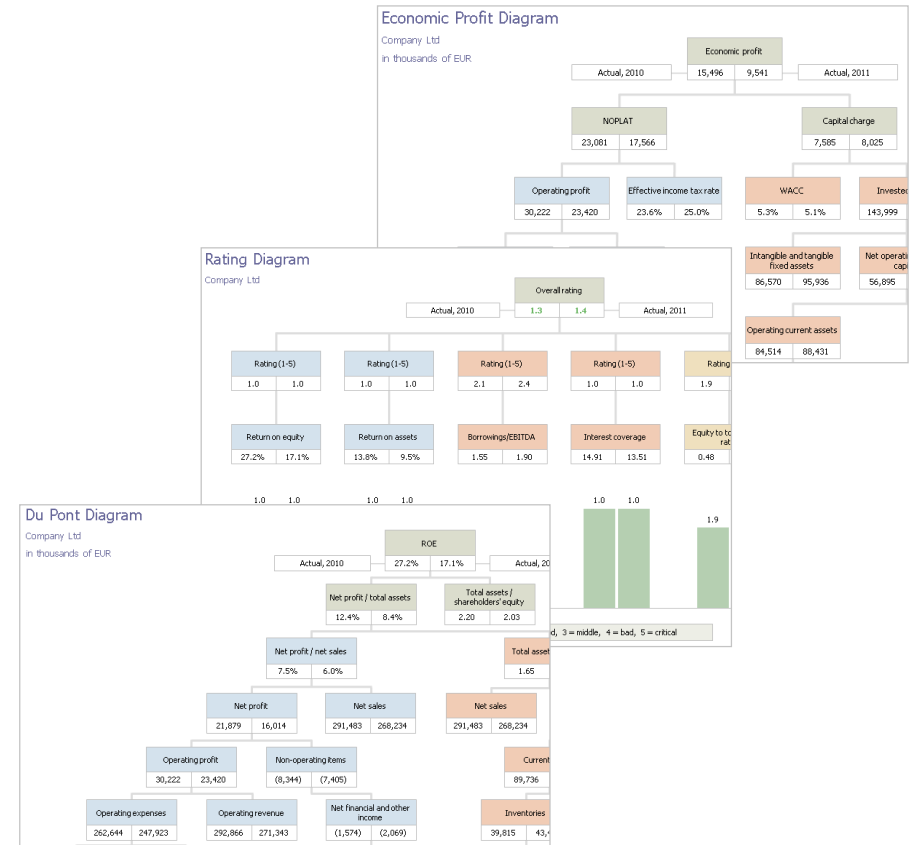 Economic Profit Diagram
Company Ltd
in thousands of EUR
Economic profit
Actual, 2010 15,496 9,541 Actual, 2011
NOPLAT Capital charge
23,081 17,566 7,585 8,025
Operating profit Effective income tax rate WACC
30,222 23,420 23.6% 25.0% 5.3% 5.1% 143,999
Intangible and tangible
fixed assets
86,570 95,936 56,895
Operating current assets
84,514 88,431
Rating Diagram
Company Ltd
Overall rating
Actual, 2010 1.3 1.4 Actual, 2011
Rating (1-5) Rating (1-5) Rating (1-5) Rating (1-5) Rating
1.0 1.0 1.0 1.0 2.1 2.4 1.0 1.0 1.9
Return on equity Return on assets Borrowings/EBITDA Interest coverage Equity to
27.2% 17.1% 13.8% 9.5% 1.55 1.90 14.91 13.51 0.48
1.0 1.0 1.0 1.0 1.0 1.0
1.9
3 = middle, 4 = bad, 5 = critical
Du Pont Diagram
Company Ltd
in thousands of EUR
ROE
Actual, 2010 27.2% 17.1% Actual,
Net profit / total assets Total assets /
shareholders' equity
12.4% 8.4% 2.20 2.03
Net profit / net sales Total
7.5% 6.0% 1.65
Net profit Net sales Net sales
21,879 16,014 291,483 268,234 291,483 268,234
Operating profit Non-operating items Current
30,222 23,420 (8,344) (7,405) 89,736
Operating expenses Operating revenue Net financial and other
income Inventories
262,644 247,923 292,866 271,343 (1,574) (2,069) 39,815